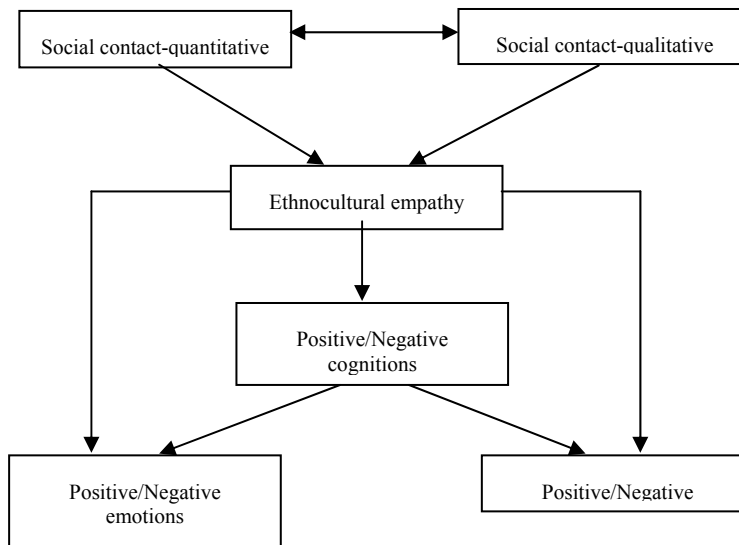 Social contact-quantitative
Social contact-qualitative
Ethnocultural empathy
Positive/Negative
cognitions
Positive/Negative
emotions
Positive/Negative